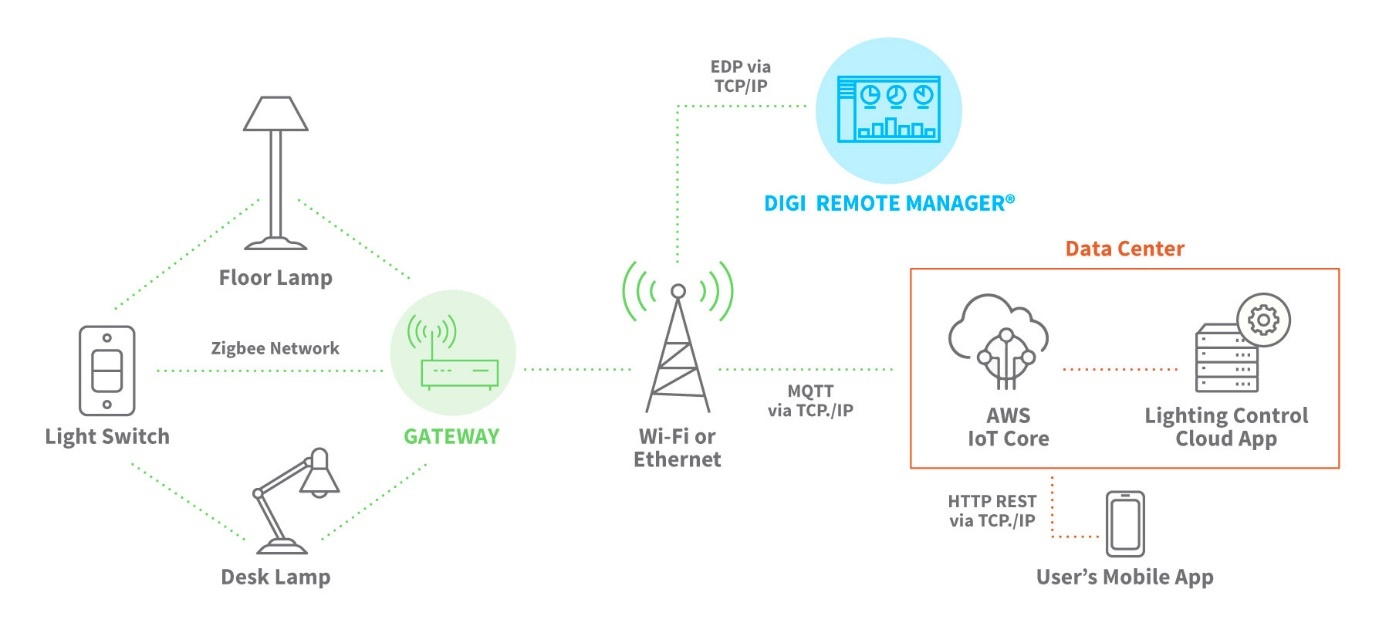 EDP via
TCP/IP
DIGI REMOTE MANAGER®
Data Center
Floor Lamp
Zigbee Network
MQTT
via TCP./IP
AWS
IoT Core
Lighting Control
Cloud App
Light Switch
GATEWAY
Wi-Fi or
Ethernet
HTTP REST
via TCP./IP
Desk Lamp
User’s Mobile App